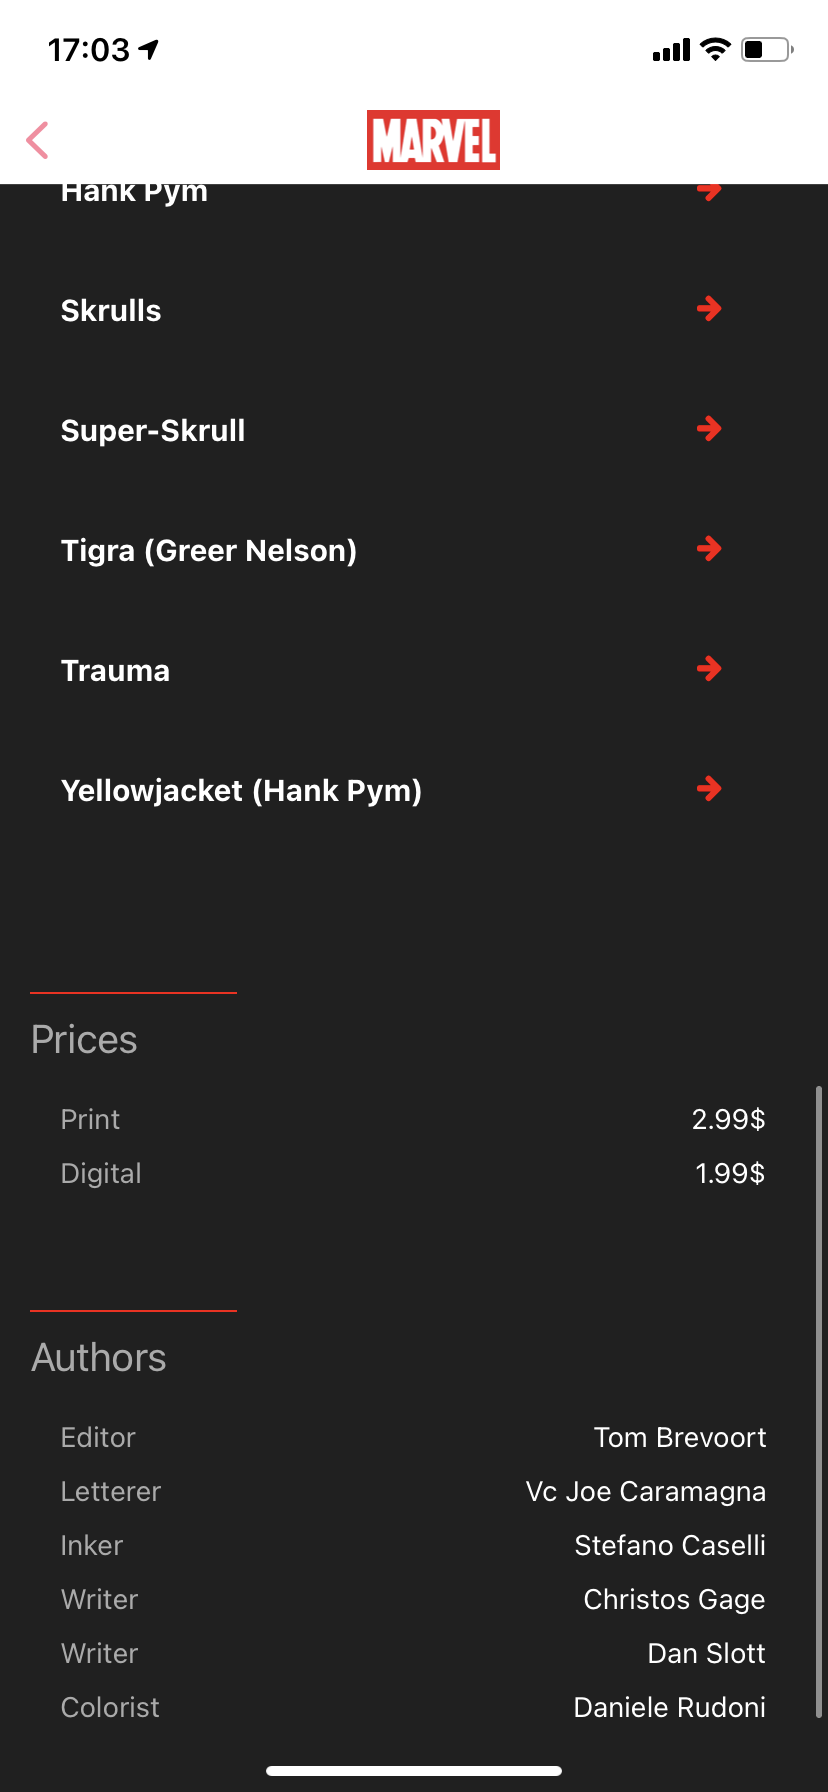 17:03
MARVEL
Hank Pym
Skrulls
Super-Skrull
Tigra (Greer Nelson)
Trauma
Yellowjacket (Hank Pym)
Prices
Print 2.99$
Digital 1.99$
Authors
Editor Tom Brevoort
Letterer Vc Joe Caramagna
Inker Stefano Caselli
Writer Christos Gage
Writer Dan Slott
Colorist Daniele Rudoni